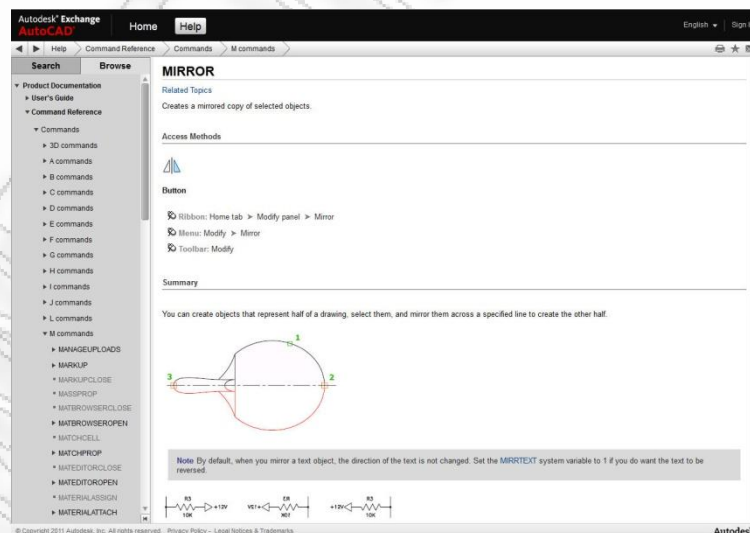 Autodesk® Exchange
AutoCAD®
Home
Help
English
Sign
Help
Command Reference
Commands
M commands
Search
Browse
Product Documentation
User's Guide
Command Reference
Commands
3D commands
A commands
B commands
C commands
D commands
E commands
F commands
G commands
H commands
I commands
J commands
L commands
M commands
MANAGEUPLOADS
MARKUP
MARKUPCLOSE
MASSPROP
MATBROWSERCLOSE
MATBROWSEROPEN
MATCHCELL
MATCHPROP
MATEDITORCLOSE
MATEDITOROPEN
MATERIALASSIGN
MATERIALATTACH
MIRROR
Related Topics
Creates a mirrored copy of selected objects.
Access Methods
Button
Ribbon: Home tab ➤ Modify panel ➤ Mirror
Menu: Modify ➤ Mirror
Toolbar: Modify
Summary
You can create objects that represent half of a drawing, select them, and mirror them across a specified line to create the other half.
1
2
3
Note By default, when you mirror a text object, the direction of the text is not changed. Set the MIRRTEXT system variable to 1 if you do want the text to be
reversed.
R3
10K
+12V
+12V
R3
10K
© Copyright 2011 Autodesk, Inc. All rights reserved. Privacy Policy - Legal Notices & Trademarks
Autodesk